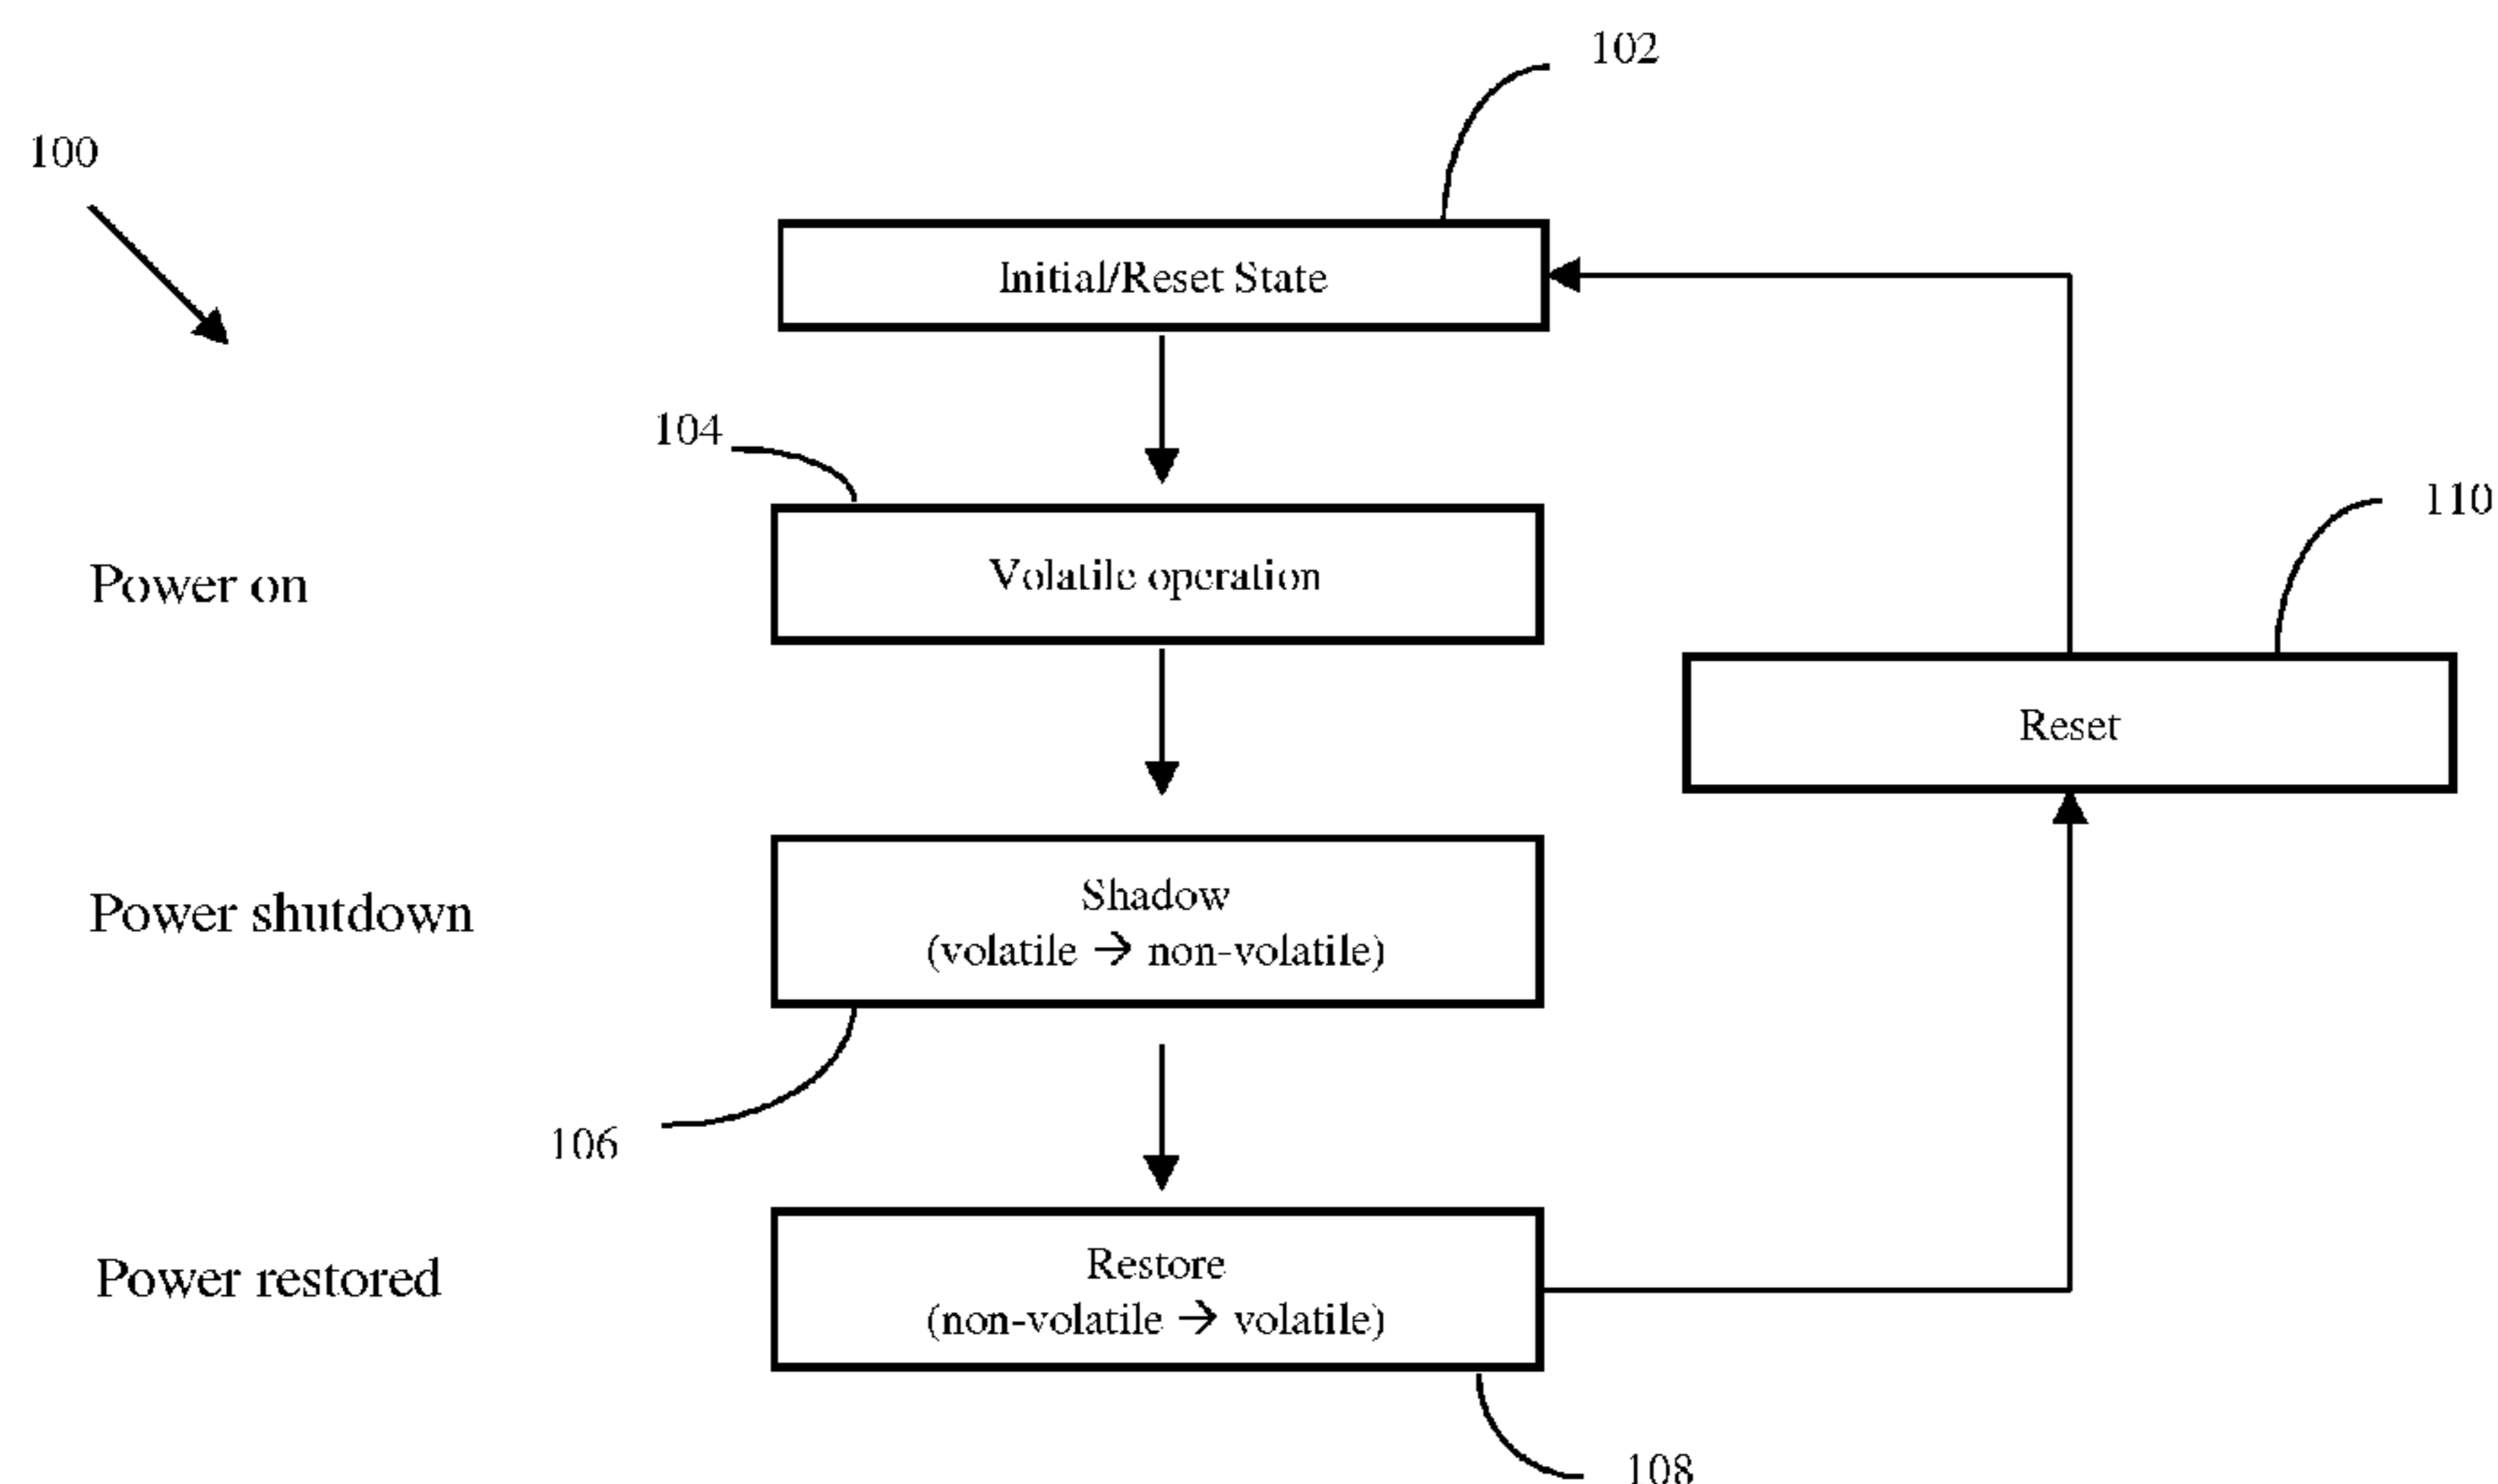 102
100
Initial/Reset State
104
110
Power on
Volatile operation
Reset
Power shutdown
Shadow
(volatile → non-volatile)
106
Power restored
Restore
(non-volatile → volatile)
108